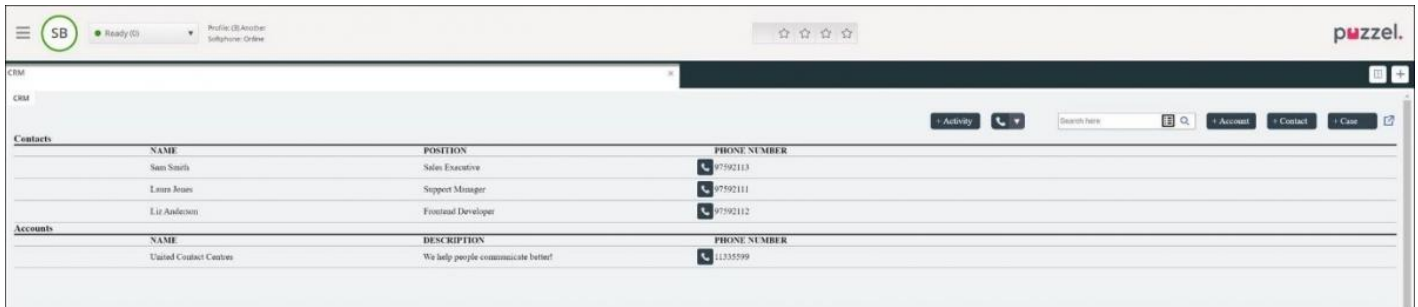 SB
Ready (0)
Profile: (B) Another
Softphone: Online
puzzel.
CRM
CRM
+ Activity
Search here
+ Account
+ Contact
+ Case
Contacts
NAME POSITION PHONE NUMBER
Sam Smith Sales Executive 97592113
Laura Jones Support Manager 97592111
Liz Anderson Frontend Developer 97592112
Accounts
NAME DESCRIPTION PHONE NUMBER
United Contact Centres We help people communicate better! 11335599